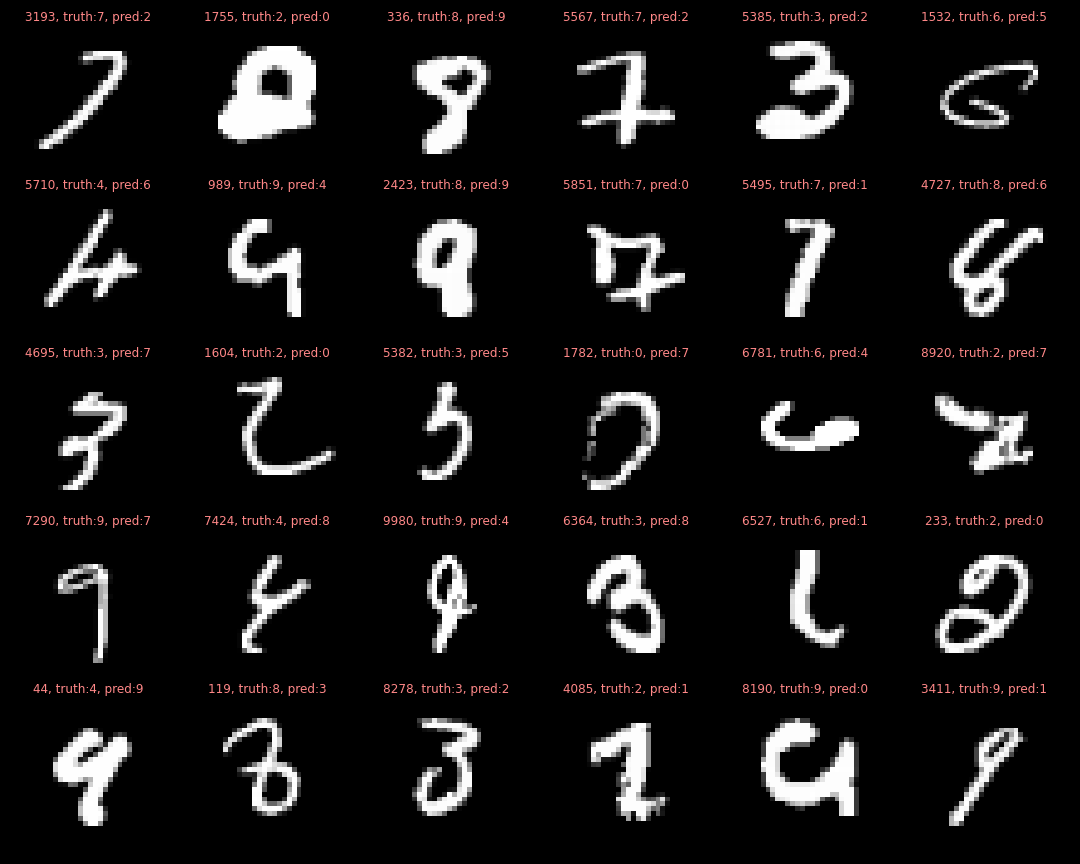 3193, truth:7, pred:2 1755, truth:2, pred:0 336, truth:8, pred:9 5567, truth:7, pred:2 5385, truth:3, pred:2 1532, truth:6, pred:5
5710, truth:4, pred:6 989, truth:9, pred:4 2423, truth:8, pred:9 5851, truth:7, pred:0 5495, truth:7, pred:1 4727, truth:8, pred:6
4695, truth:3, pred:7 1604, truth:2, pred:0 5382, truth:3, pred:5 1782, truth:0, pred:7 6781, truth:6, pred:4 8920, truth:2, pred:7
7290, truth:9, pred:7 7424, truth:4, pred:8 9980, truth:9, pred:4 6364, truth:3, pred:8 6527, truth:6, pred:1 233, truth:2, pred:0
44, truth:4, pred:9 119, truth:8, pred:3 8278, truth:3, pred:2 4085, truth:2, pred:1 8190, truth:9, pred:0 3411, truth:9, pred:1